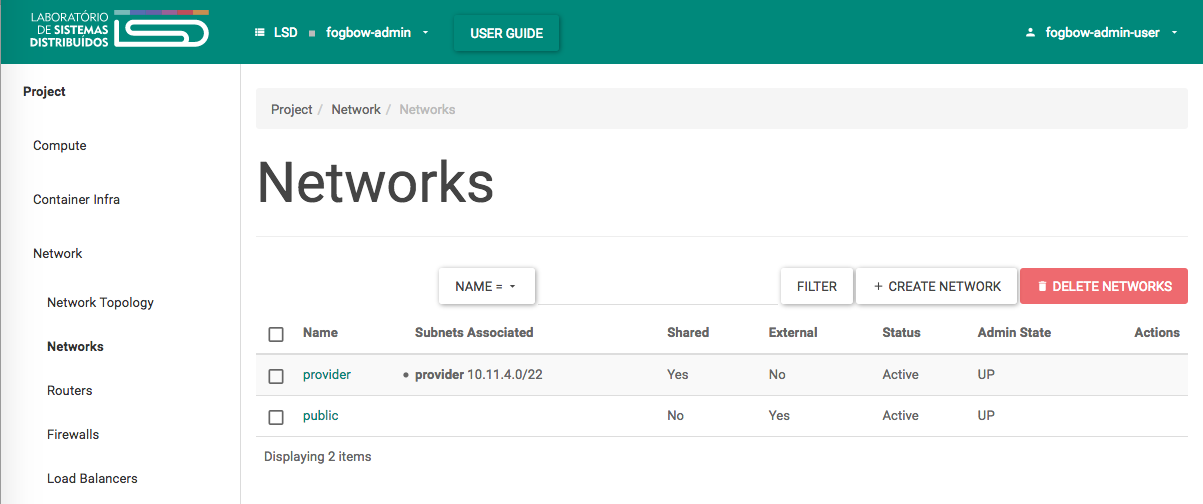 LABORATÓRIO
DE SISTEMAS
DISTRIBUÍDOS
LSD fogbow-admin USER GUIDE fogbow-admin-user
Project
Compute
Container Infra
Network
Network Topology
Networks
Routers
Firewalls
Load Balancers
Project / Network / Networks
Networks
NAME = FILTER + CREATE NETWORK DELETE NETWORKS
Name Subnets Associated Shared External Status Admin State Actions
provider • provider 10.11.4.0/22 Yes No Active UP
public No Yes Active UP
Displaying 2 items